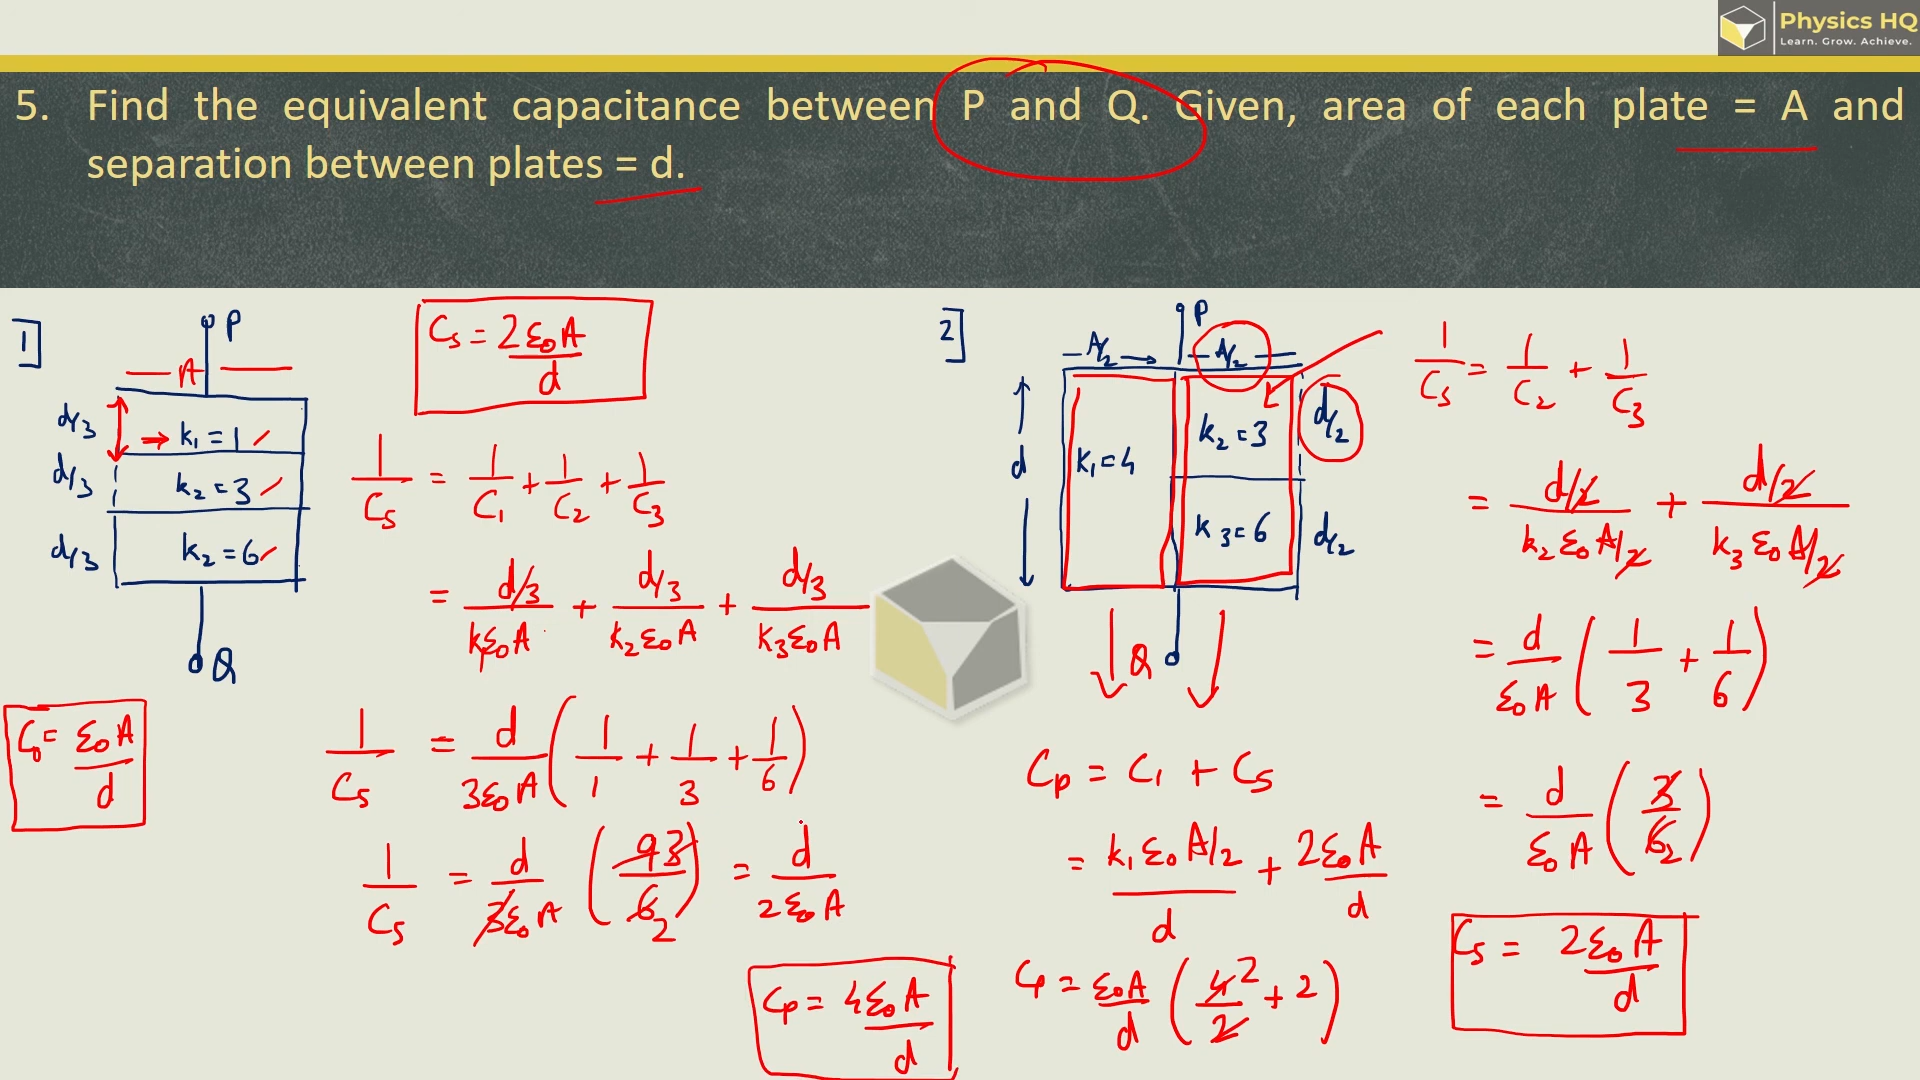 Physics HQ
Learn. Grow. Achieve.
5. Find the equivalent capacitance between P and Q. Given, area of each plate = A and
separation between plates = d.
1]
P
A
d/3
k₁ = 1
d/3
k₂ = 3
d/3
k₂ = 6
Q
C₀ = ε₀A/d
Cs = 2ε₀A/d
1/Cs = 1/C₁ + 1/C₂ + 1/C₃
= (d/3)/(k₁ε₀A) + (d/3)/(k₂ε₀A) + (d/3)/(k₃ε₀A)
1/Cs = d/(3ε₀A) (1/1 + 1/3 + 1/6)
1/Cs = d/(3ε₀A) (93/62) = d/(2ε₀A)
2]
P
A/2 A/2
d
k₁=4
k₂=3
d/2
k₃=6
d/2
Q
Cp = C₁ + Cs
= (k₁ε₀A/2)/d + 2ε₀A/d
Cp = ε₀A/d (4²/2 + 2)
Cp = 4ε₀A/d
1/Cs = 1/C₂ + 1/C₃
= (d/2)/(k₂ε₀A/2) + (d/2)/(k₃ε₀A/2)
= d/(ε₀A) (1/3 + 1/6)
= d/(ε₀A) (3/62)
Cs = 2ε₀A/d